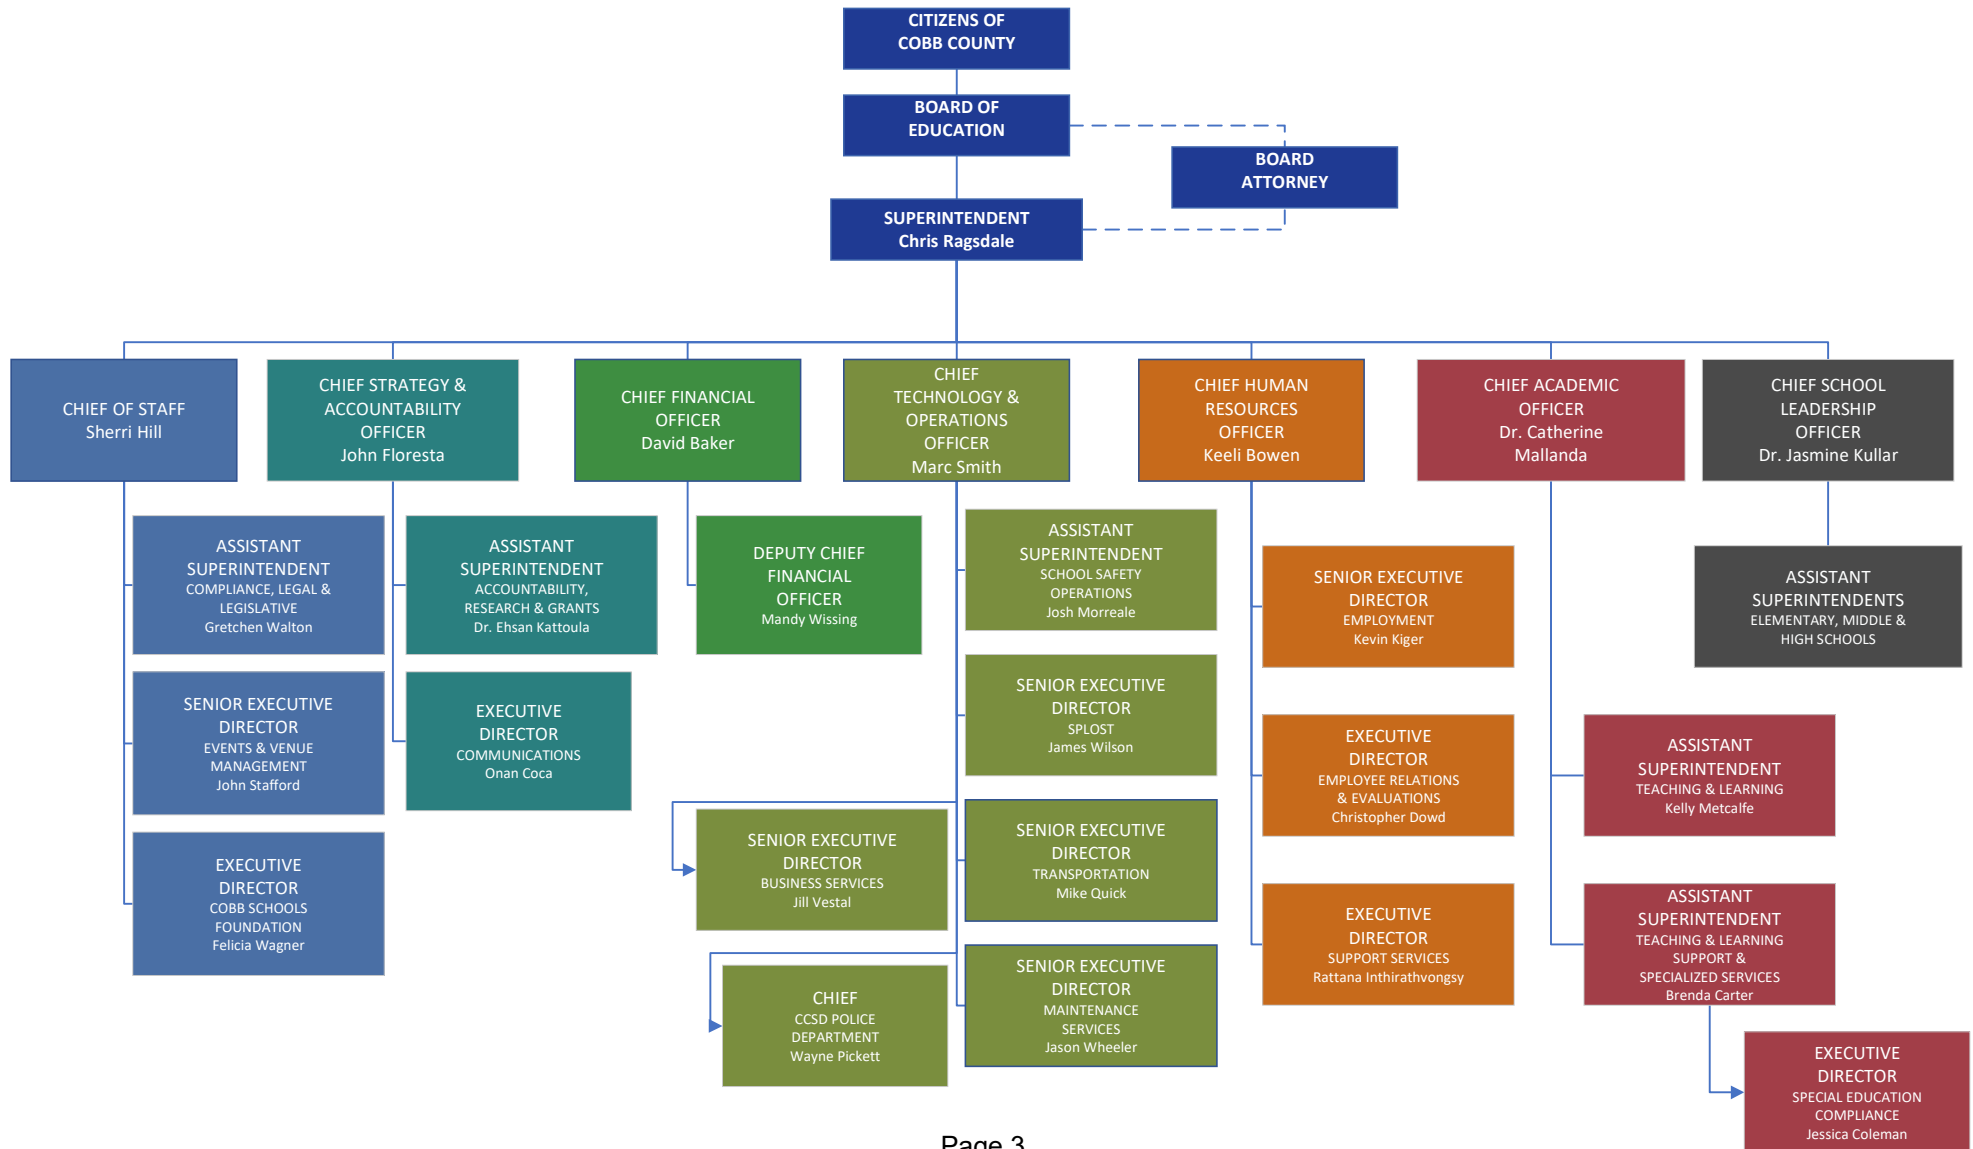 CITIZENS OF
COBB COUNTY
BOARD OF
EDUCATION
BOARD
ATTORNEY
SUPERINTENDENT
Chris Ragsdale
CHIEF OF STAFF
Sherri Hill
CHIEF STRATEGY &
ACCOUNTABILITY
OFFICER
John Floresta
CHIEF FINANCIAL
OFFICER
David Baker
CHIEF
TECHNOLOGY &
OPERATIONS
OFFICER
Marc Smith
CHIEF HUMAN
RESOURCES
OFFICER
Keeli Bowen
CHIEF ACADEMIC
OFFICER
Dr. Catherine
Mallanda
CHIEF SCHOOL
LEADERSHIP
OFFICER
Dr. Jasmine Kullar
ASSISTANT
SUPERINTENDENT
COMPLIANCE, LEGAL &
LEGISLATIVE
Gretchen Walton
SENIOR EXECUTIVE
DIRECTOR
EVENTS & VENUE
MANAGEMENT
John Stafford
EXECUTIVE
DIRECTOR
COBB SCHOOLS
FOUNDATION
Felicia Wagner
ASSISTANT
SUPERINTENDENT
ACCOUNTABILITY,
RESEARCH & GRANTS
Dr. Ehsan Kattoula
EXECUTIVE
DIRECTOR
COMMUNICATIONS
Onan Coca
DEPUTY CHIEF
FINANCIAL
OFFICER
Mandy Wissing
ASSISTANT
SUPERINTENDENT
SCHOOL SAFETY
OPERATIONS
Josh Morreale
SENIOR EXECUTIVE
DIRECTOR
SPLOST
James Wilson
SENIOR EXECUTIVE
DIRECTOR
BUSINESS SERVICES
Jill Vestal
SENIOR EXECUTIVE
DIRECTOR
TRANSPORTATION
Mike Quick
CHIEF
CCSD POLICE
DEPARTMENT
Wayne Pickett
SENIOR EXECUTIVE
DIRECTOR
MAINTENANCE
SERVICES
Jason Wheeler
SENIOR EXECUTIVE
DIRECTOR
EMPLOYMENT
Kevin Kiger
EXECUTIVE
DIRECTOR
EMPLOYEE RELATIONS
& EVALUATIONS
Christopher Dowd
EXECUTIVE
DIRECTOR
SUPPORT SERVICES
Rattana Inthirathvongsy
ASSISTANT
SUPERINTENDENT
TEACHING & LEARNING
Kelly Metcalfe
ASSISTANT
SUPERINTENDENT
TEACHING & LEARNING
SUPPORT &
SPECIALIZED SERVICES
Brenda Carter
EXECUTIVE
DIRECTOR
SPECIAL EDUCATION
COMPLIANCE
Jessica Coleman
ASSISTANT
SUPERINTENDENTS
ELEMENTARY, MIDDLE &
HIGH SCHOOLS
Page 3